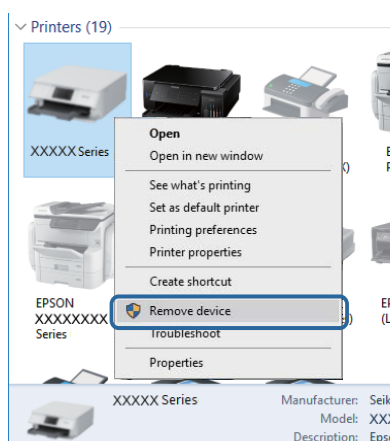 Printers (19)
XXXXX Series
Open
Open in new window
See what's printing
Set as default printer
Printing preferences
Printer properties
Create shortcut
Remove device
Troubleshoot
Properties
EPSON
XXXXXXXX
Series
XXXXX Series
Manufacturer:
Model:
Description: